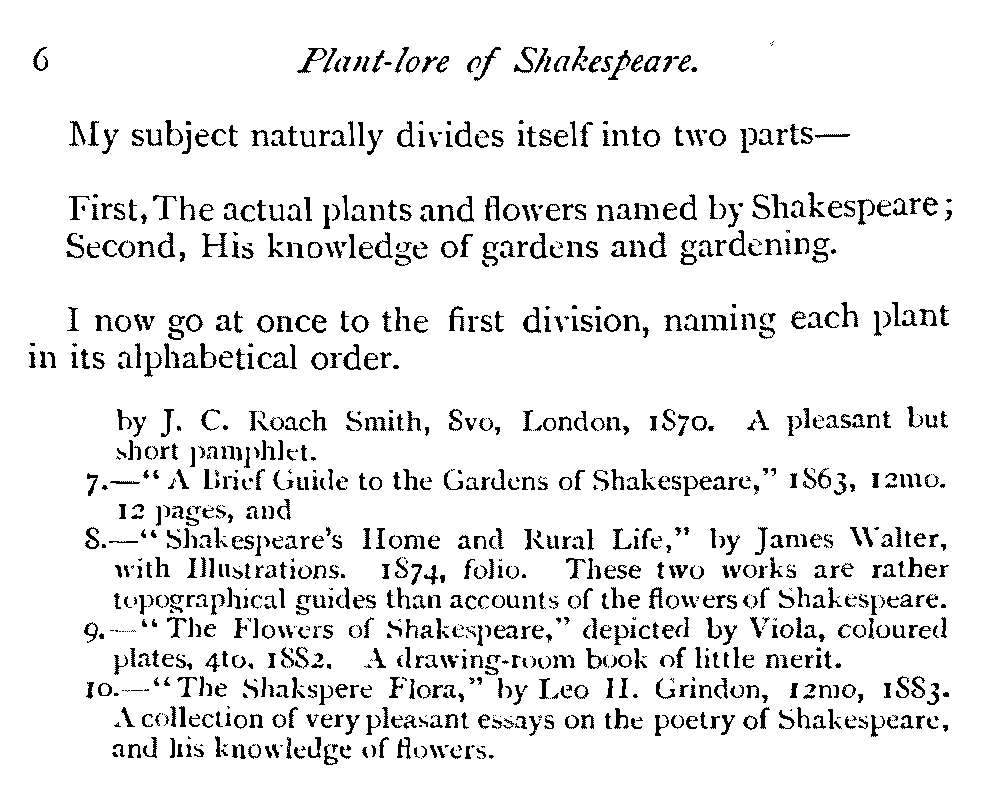 6 Plant-lore of Shakespeare.
My subject naturally divides itself into two parts—
First, The actual plants and flowers named by Shakespeare;
Second, His knowledge of gardens and gardening.
I now go at once to the first division, naming each plant
in its alphabetical order.
by J. C. Roach Smith, 8vo, London, 1870. A pleasant but
short pamphlet.
7.—“A Brief Guide to the Gardens of Shakespeare,” 1863, 12mo.
12 pages, and
8.—“Shakespeare's Home and Rural Life,” by James Walter,
with Illustrations. 1874, folio. These two works are rather
topographical guides than accounts of the flowers of Shakespeare.
9.—“The Flowers of Shakespeare,” depicted by Viola, coloured
plates, 4to, 1882. A drawing-room book of little merit.
10.—“The Shakspere Flora,” by Leo H. Grindon, 12mo, 1883.
A collection of very pleasant essays on the poetry of Shakespeare,
and his knowledge of flowers.